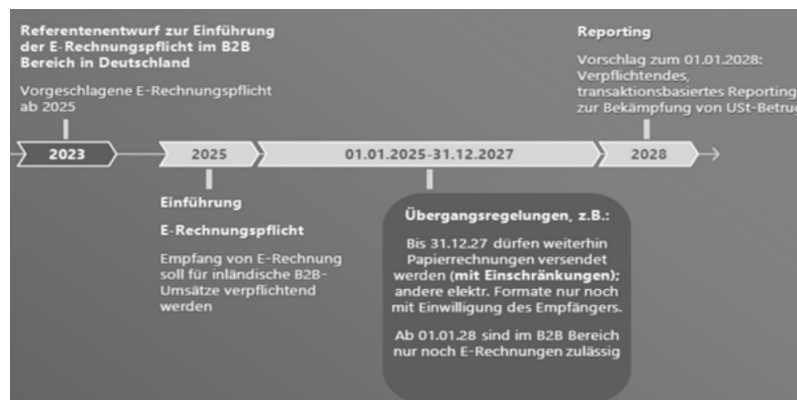 Referentenentwurf zur Einführung
der E-Rechnungspflicht im B2B
Bereich in Deutschland
Vorgeschlagene E-Rechnungspflicht
ab 2025
Reporting
Vorschlag zum 01.01.2028:
Verpflichtendes,
transaktionsbasiertes Reporting
zur Bekämpfung von USt-Betrug
2023
2025
01.01.2025-31.12.2027
2028
Einführung
E-Rechnungspflicht
Empfang von E-Rechnung
soll für inländische B2B-
Umsätze verpflichtend
werden
Übergangsregelungen, z.B.:
Bis 31.12.27 dürfen weiterhin
Papierrechnungen versendet
werden (mit Einschränkungen);
andere elektr. Formate nur noch
mit Einwilligung des Empfängers.
Ab 01.01.28 sind im B2B Bereich
nur noch E-Rechnungen zulässig